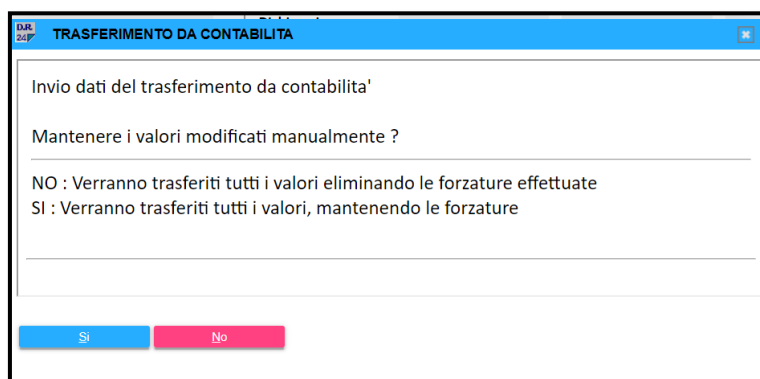 D.R.
24
TRASFERIMENTO DA CONTABILITA
Invio dati del trasferimento da contabilita'
Mantenere i valori modificati manualmente ?
NO : Verranno trasferiti tutti i valori eliminando le forzature effettuate
SI : Verranno trasferiti tutti i valori, mantenendo le forzature
Si
No